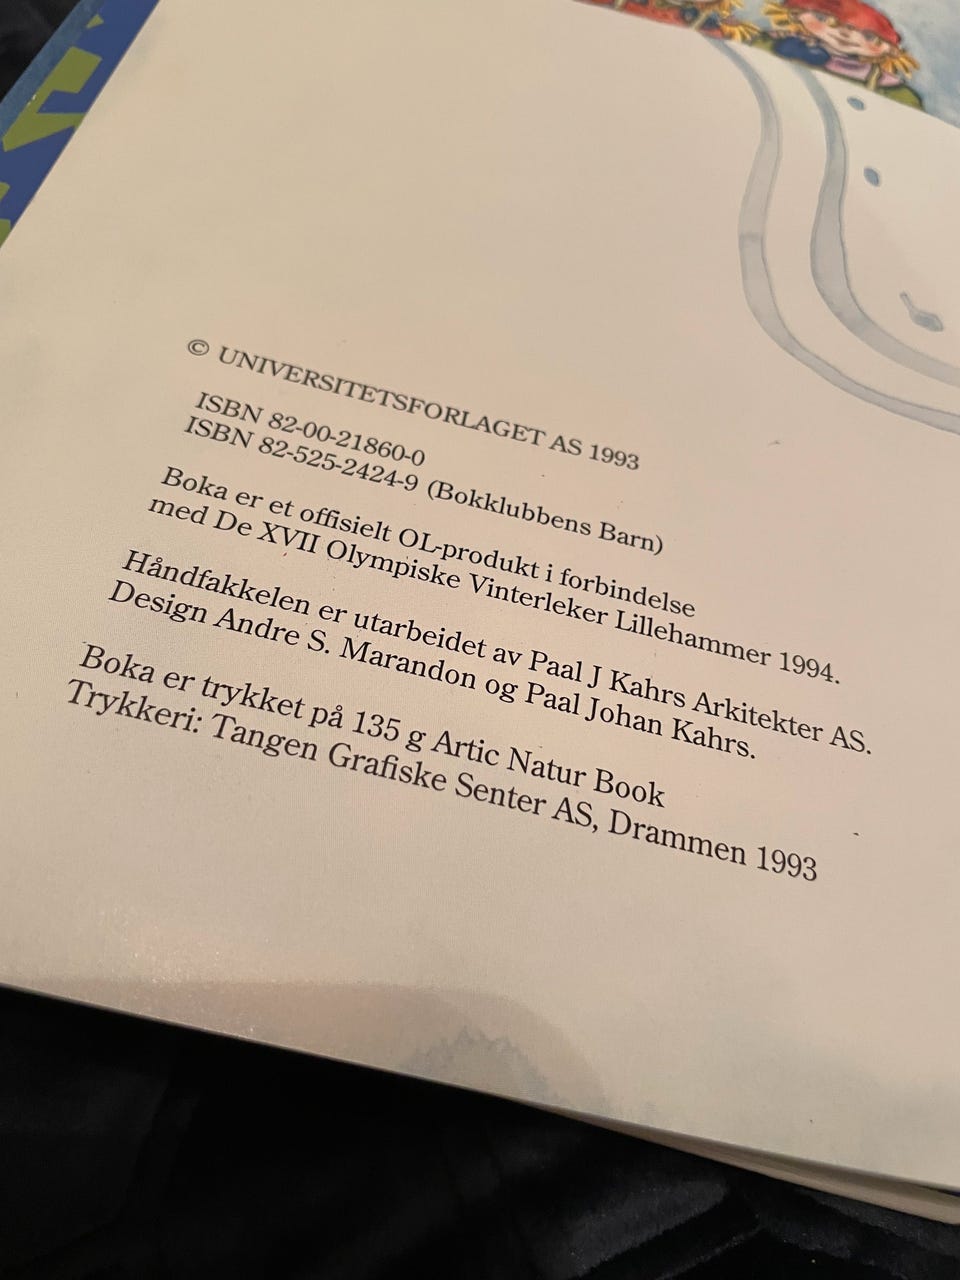 © UNIVERSITETSFORLAGET AS 1993
ISBN 82-00-21860-0
ISBN 82-525-2424-9 (Bokklubbens Barn)
Boka er et offisielt OL-produkt i forbindelse
med De XVII Olympiske Vinterleker Lillehammer 1994.
Håndfakkelen er utarbeidet av Paal J Kahrs Arkitekter AS.
Design Andre S. Marandon og Paal Johan Kahrs.
Boka er trykket på 135 g Artic Natur Book
Trykkeri: Tangen Grafiske Senter AS, Drammen 1993